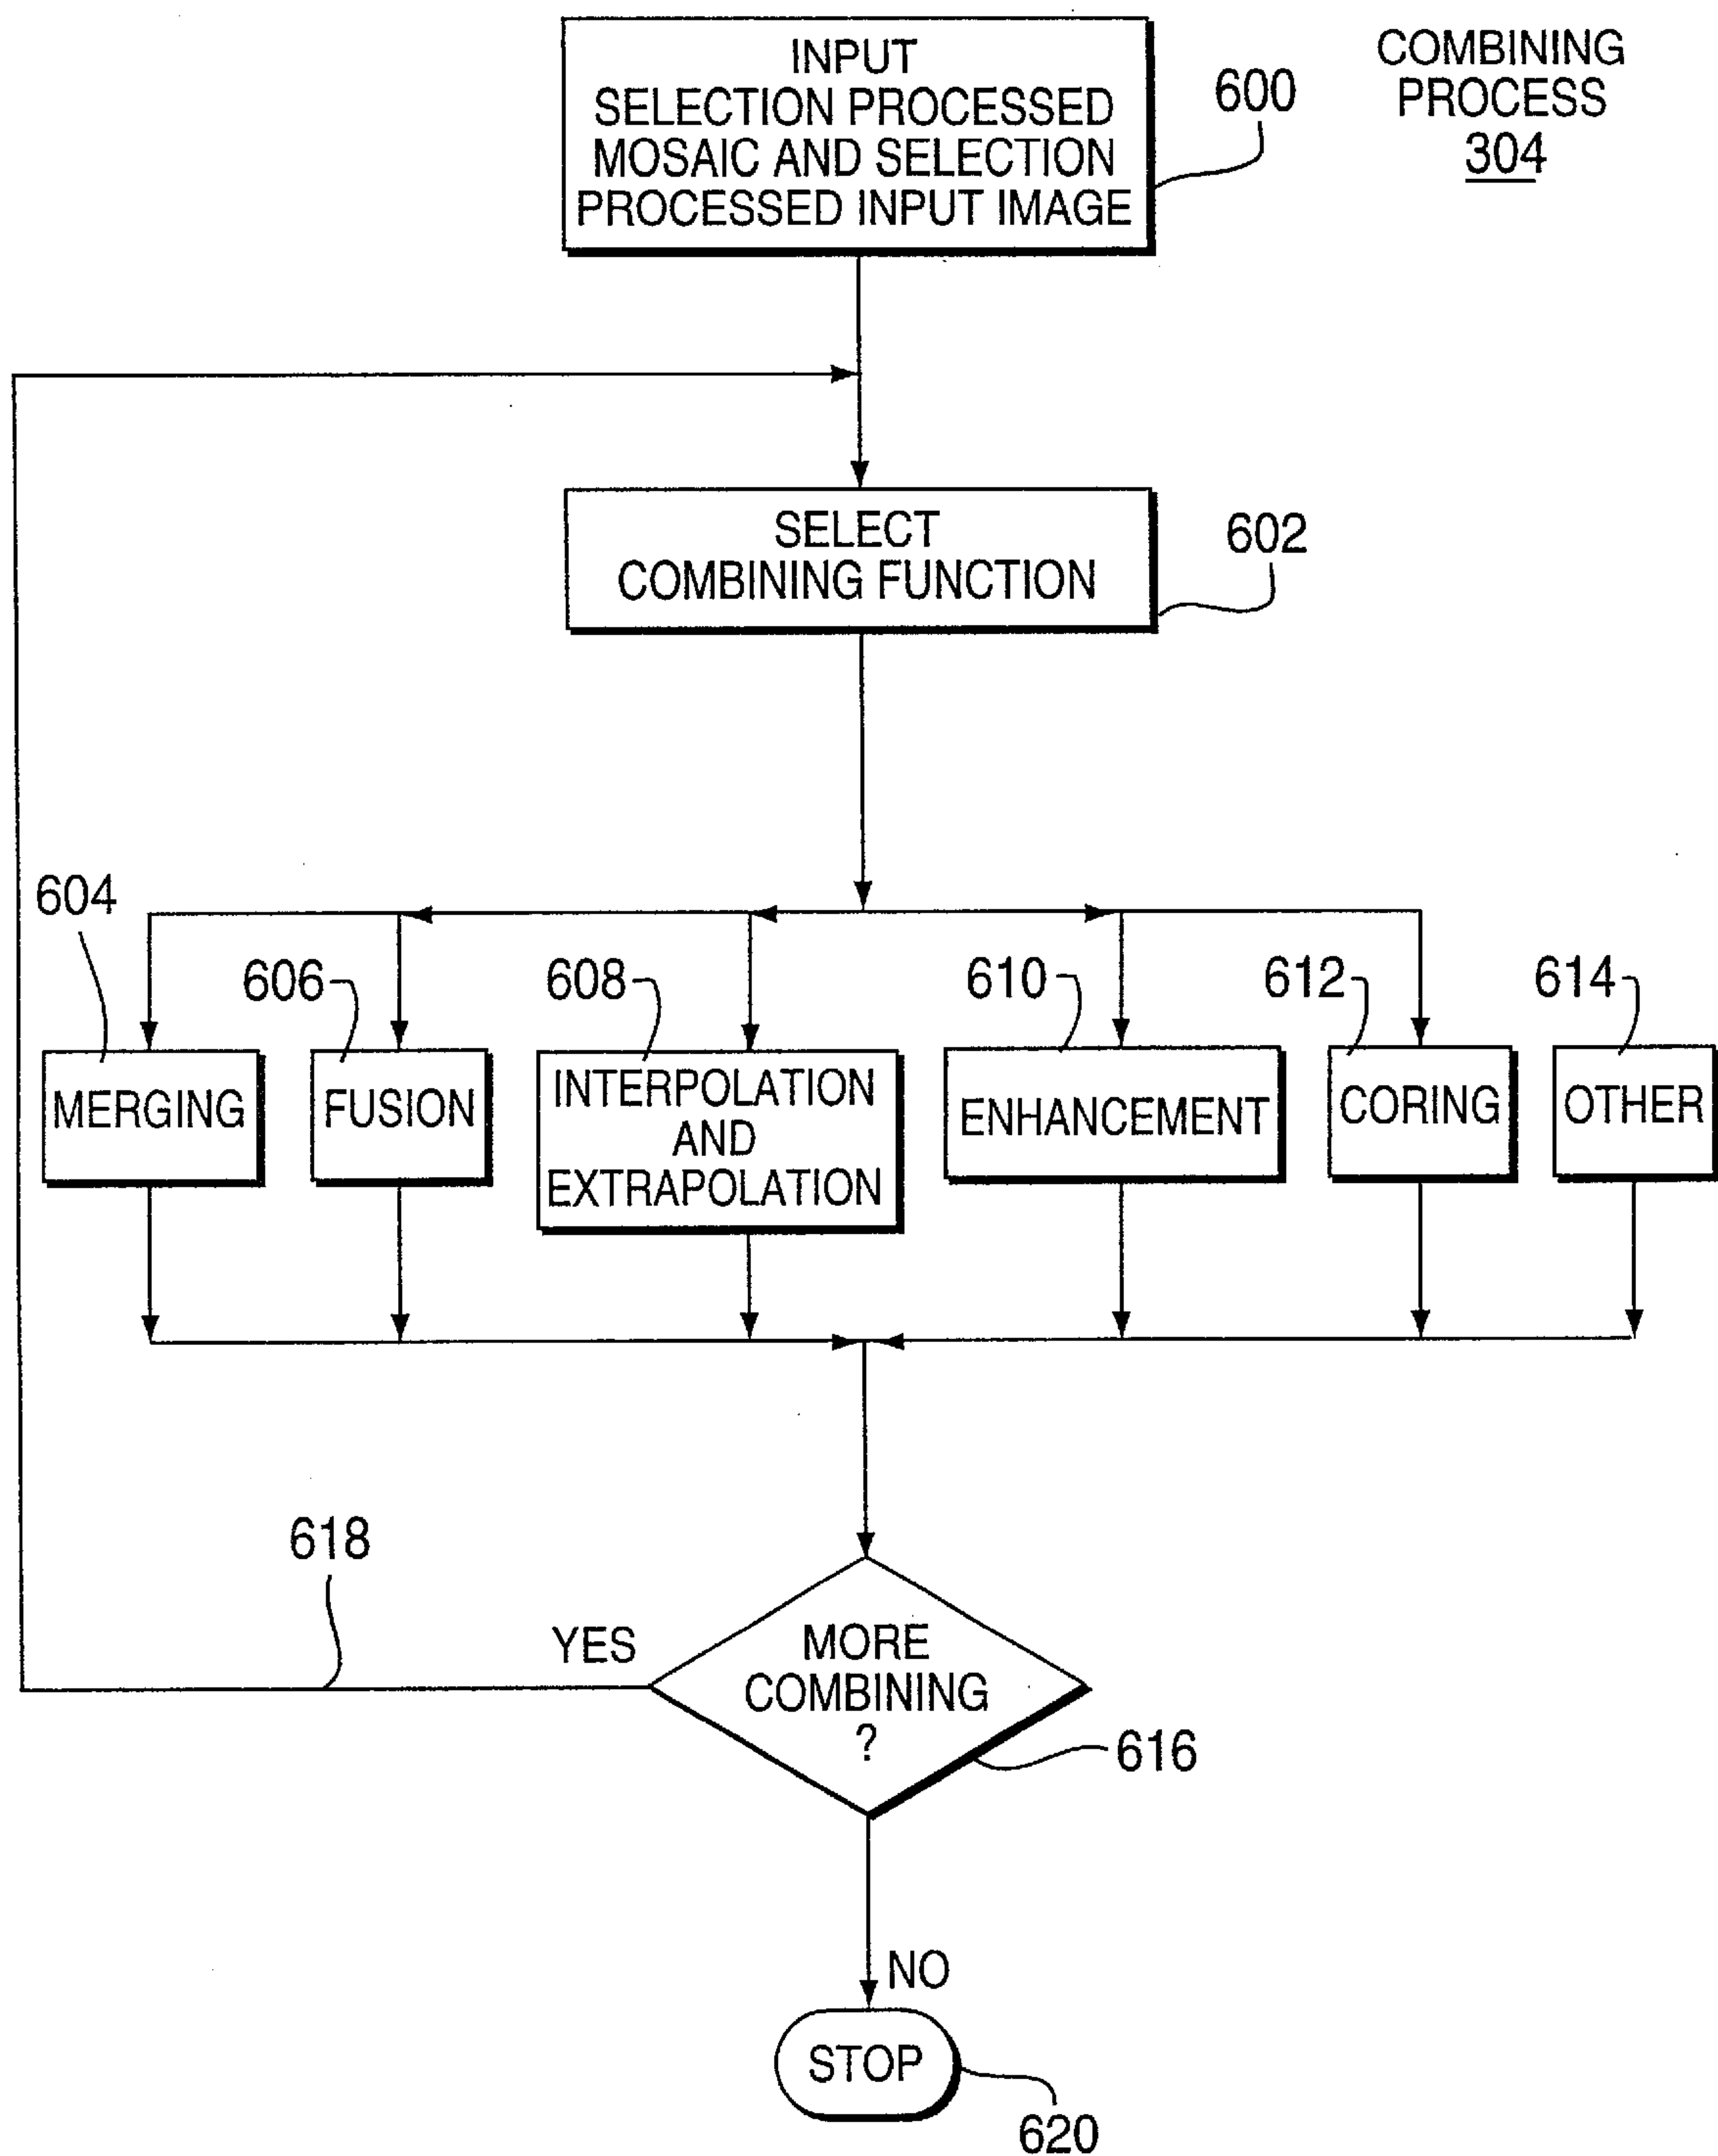 INPUT
SELECTION PROCESSED
MOSAIC AND SELECTION
PROCESSED INPUT IMAGE
600
COMBINING
PROCESS
304
SELECT
COMBINING FUNCTION
602
604
606
608
610
612
614
MERGING
FUSION
INTERPOLATION
AND
EXTRAPOLATION
ENHANCEMENT
CORING
OTHER
618
YES
MORE
COMBINING
?
616
NO
STOP
620